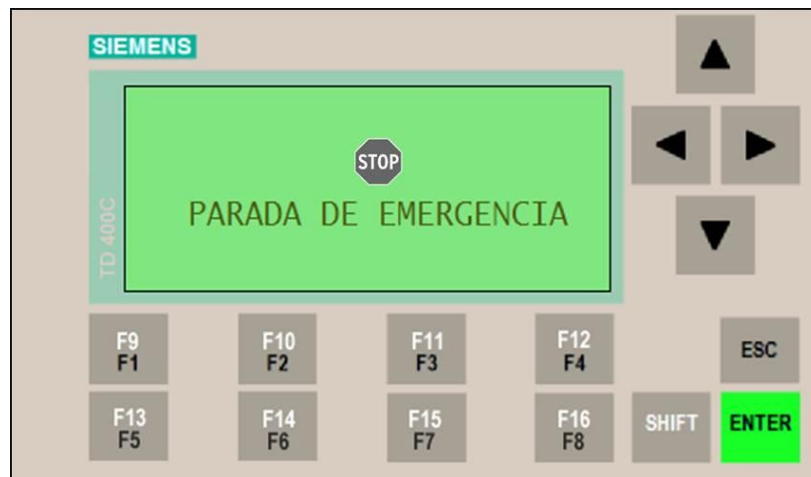 SIEMENS
TD 400C
STOP
PARADA DE EMERGENCIA
F9 F10 F11 F12
F1 F2 F3 F4 ESC
F13 F14 F15 F16
F5 F6 F7 F8 SHIFT ENTER